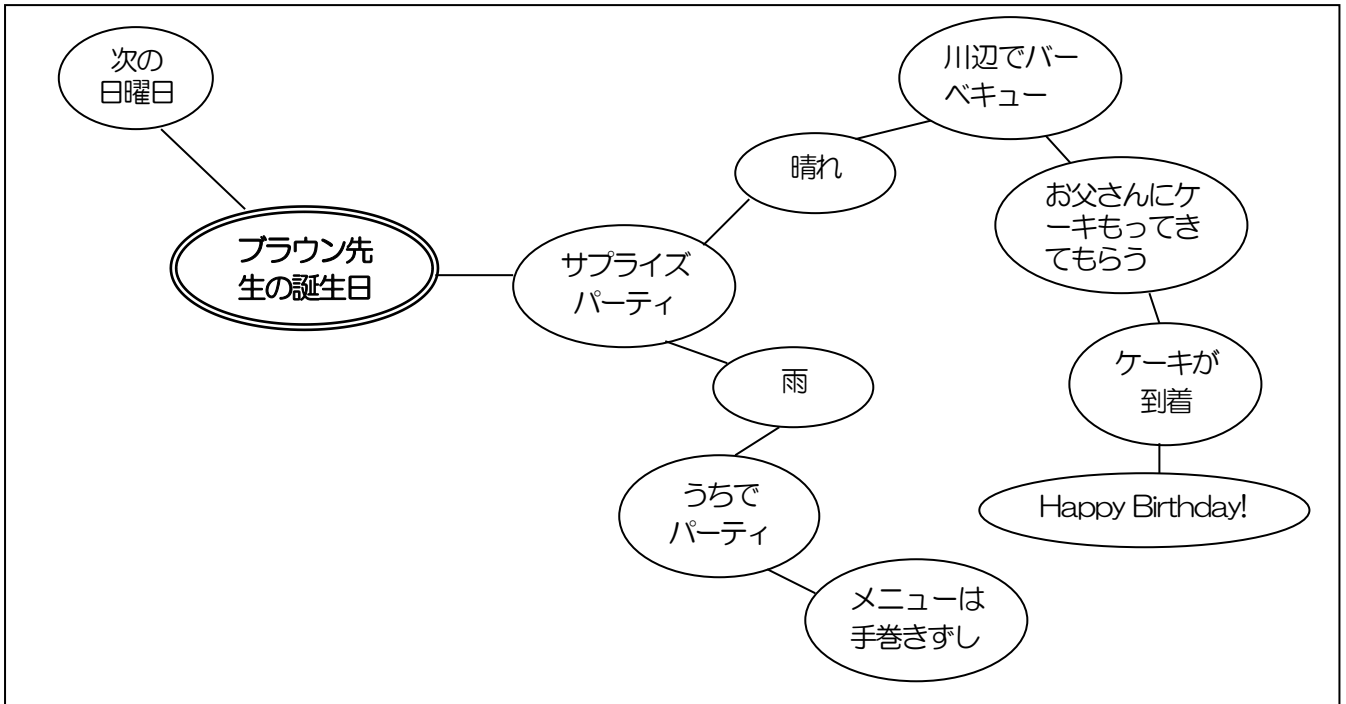 次の
日曜日
ブラウン先
生の誕生日
サプライズ
パーティ
晴れ
川辺でバー
ベキュー
お父さんにケ
ーキもってき
てもらう
ケーキが
到着
Happy Birthday!
雨
うちで
パーティ
メニューは
手巻きずし